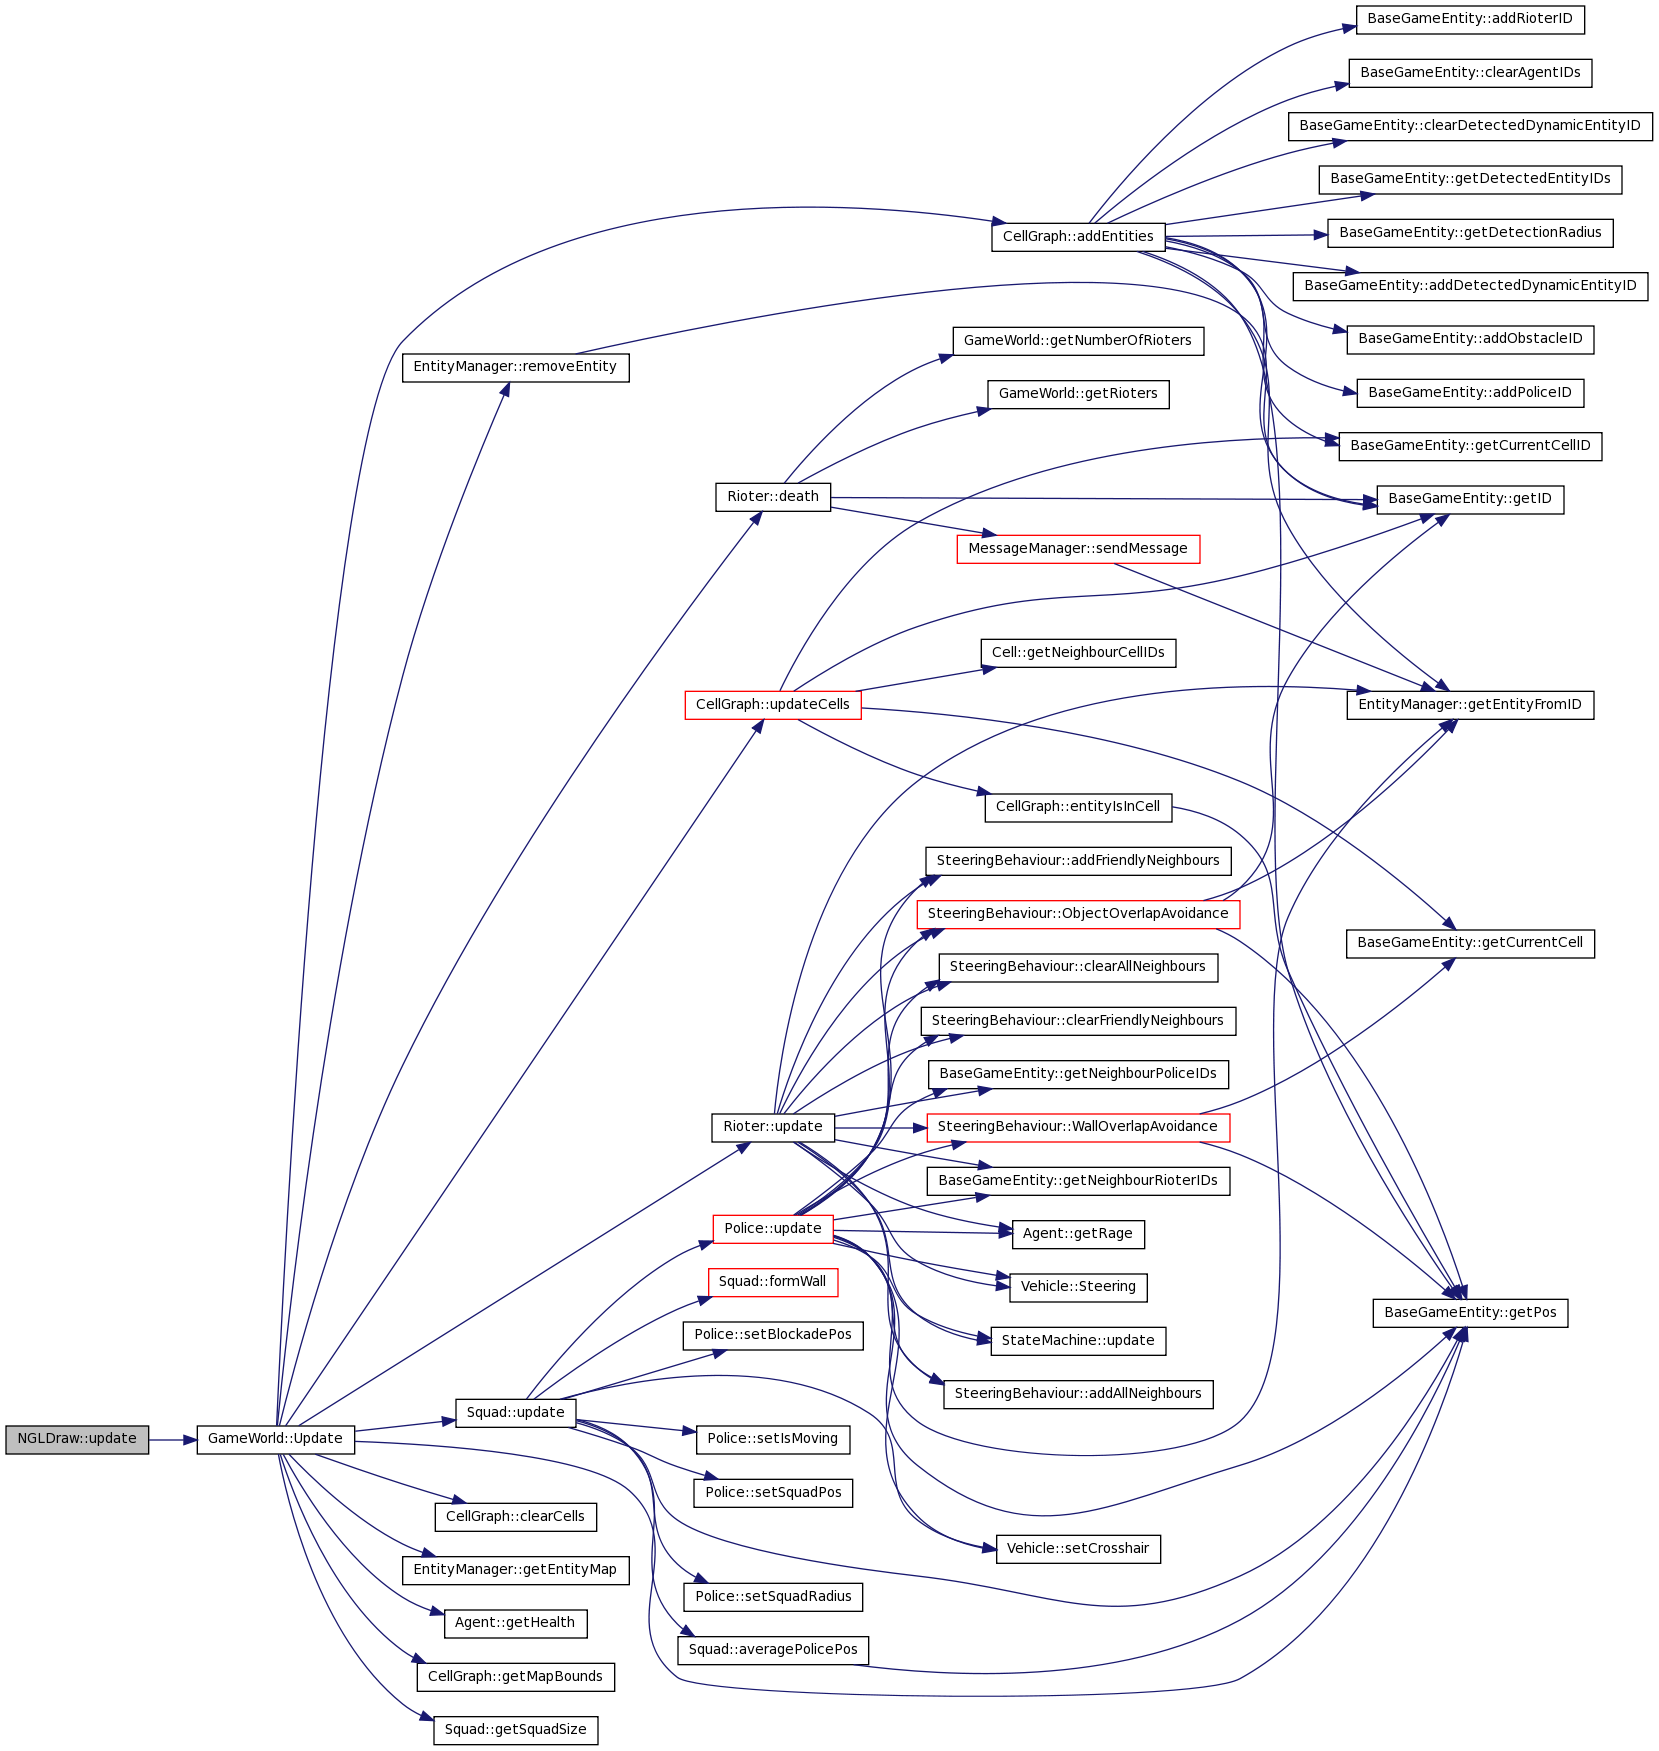 BaseGameEntity::addRioterID
BaseGameEntity::clearAgentIDs
BaseGameEntity::clearDetectedDynamicEntityID
BaseGameEntity::getDetectedEntityIDs
CellGraph::addEntities
BaseGameEntity::getDetectionRadius
BaseGameEntity::addDetectedDynamicEntityID
GameWorld::getNumberOfRioters
BaseGameEntity::addObstacleID
EntityManager::removeEntity
GameWorld::getRioters
BaseGameEntity::addPoliceID
BaseGameEntity::getCurrentCellID
Rioter::death
BaseGameEntity::getID
MessageManager::sendMessage
Cell::getNeighbourCellIDs
CellGraph::updateCells
EntityManager::getEntityFromID
CellGraph::entityIsInCell
SteeringBehaviour::addFriendlyNeighbours
SteeringBehaviour::ObjectOverlapAvoidance
BaseGameEntity::getCurrentCell
SteeringBehaviour::clearAllNeighbours
SteeringBehaviour::clearFriendlyNeighbours
BaseGameEntity::getNeighbourPoliceIDs
Rioter::update
SteeringBehaviour::WallOverlapAvoidance
BaseGameEntity::getNeighbourRioterIDs
Police::update
Agent::getRage
Squad::formWall
Vehicle::Steering
BaseGameEntity::getPos
Police::setBlockadePos
StateMachine::update
SteeringBehaviour::addAllNeighbours
Squad::update
NGLDraw::update
GameWorld::Update
Police::setIsMoving
Police::setSquadPos
CellGraph::clearCells
Vehicle::setCrosshair
EntityManager::getEntityMap
Police::setSquadRadius
Agent::getHealth
Squad::averagePolicePos
CellGraph::getMapBounds
Squad::getSquadSize